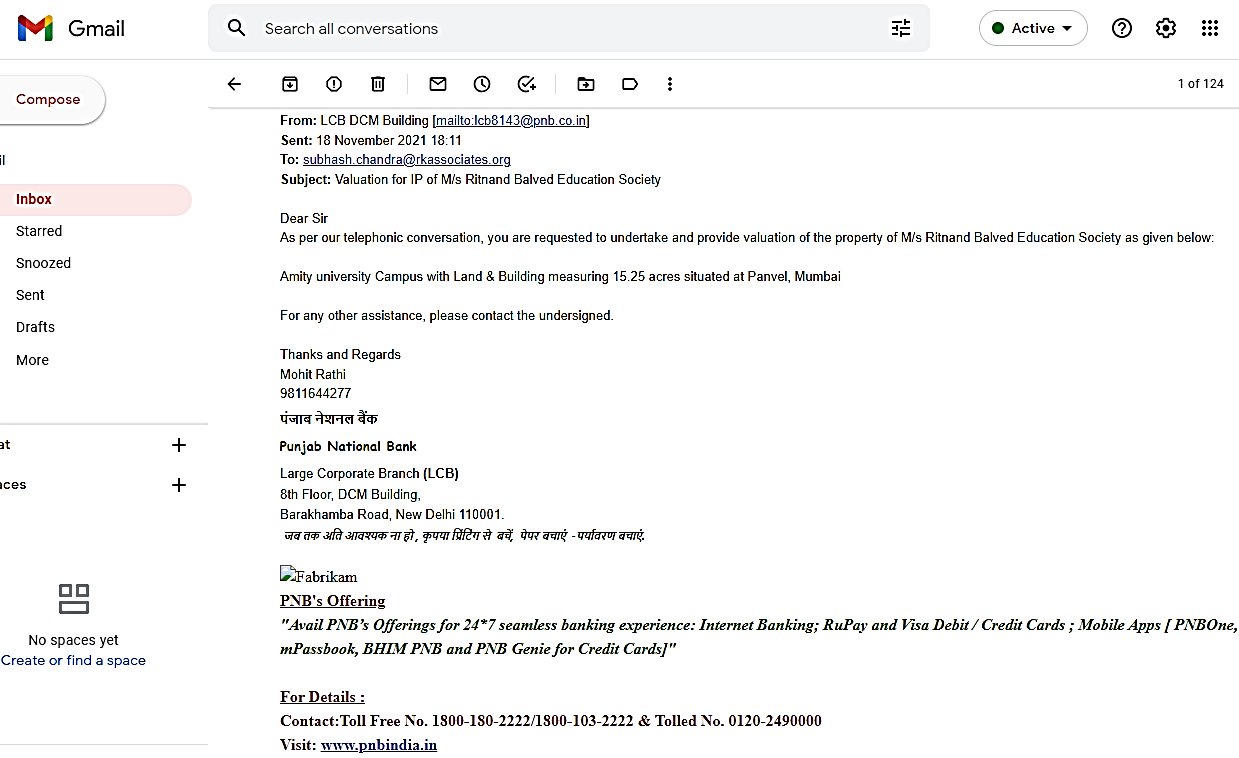 Gmail
Search all conversations
Active
1 of 124
Compose
il
Inbox
Starred
Snoozed
Sent
Drafts
More
at
aces
No spaces yet
Create or find a space
From: LCB DCM Building [mailto:lcb8143@pnb.co.in]
Sent: 18 November 2021 18:11
To: subhash.chandra@rkassociates.org
Subject: Valuation for IP of M/s Ritnand Balved Education Society
Dear Sir
As per our telephonic conversation, you are requested to undertake and provide valuation of the property of M/s Ritnand Balved Education Society as given below:
Amity university Campus with Land & Building measuring 15.25 acres situated at Panvel, Mumbai
For any other assistance, please contact the undersigned.
Thanks and Regards
Mohit Rathi
9811644277
पंजाब नेशनल बैंक
Punjab National Bank
Large Corporate Branch (LCB)
8th Floor, DCM Building,
Barakhamba Road, New Delhi 110001.
जब तक अति आवश्यक ना हो , कृपया प्रिंटिंग से बचें, पेपर बचाएं -पर्यावरण बचाएं.
Fabrikam
PNB's Offering
"Avail PNB's Offerings for 24*7 seamless banking experience: Internet Banking; RuPay and Visa Debit / Credit Cards ; Mobile Apps [ PNBOne,
mPassbook, BHIM PNB and PNB Genie for Credit Cards]"
For Details :
Contact:Toll Free No. 1800-180-2222/1800-103-2222 & Tolled No. 0120-2490000
Visit: www.pnbindia.in